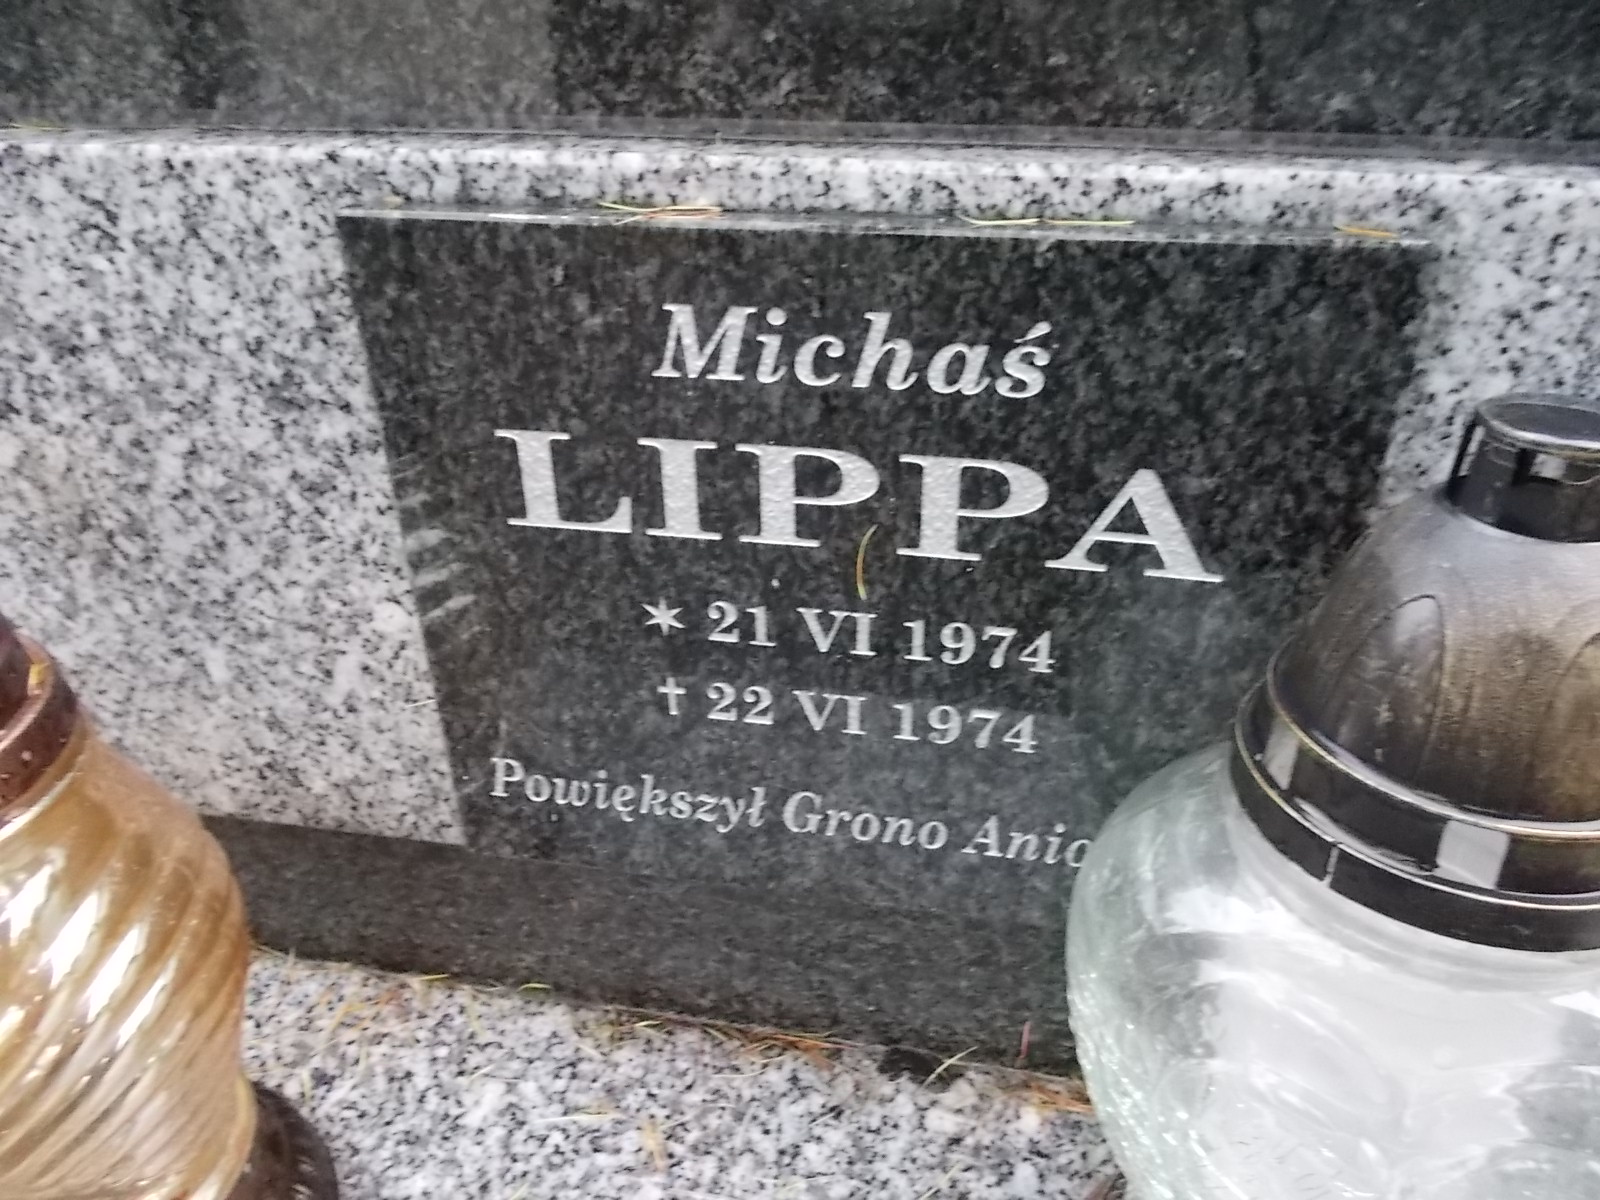 Michaś
LIPPA
✶ 21 VI 1974
† 22 VI 1974
Powiększył Grono